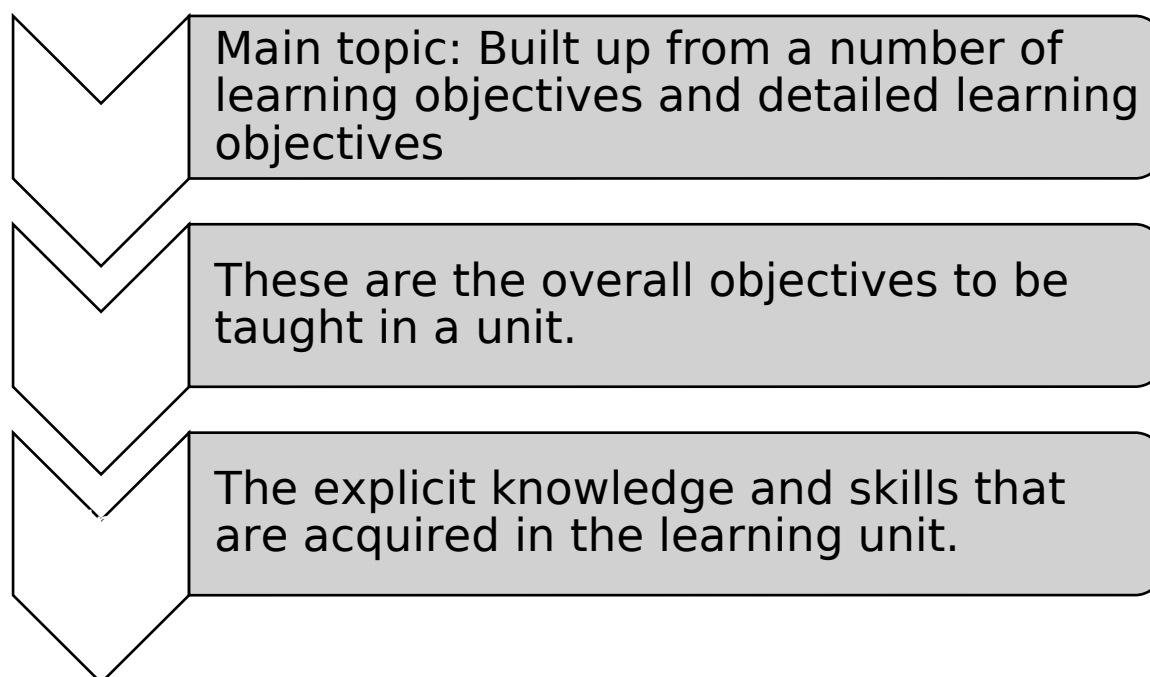 Main topic: Built up from a number of
learning objectives and detailed learning
objectives
These are the overall objectives to be
taught in a unit.
The explicit knowledge and skills that
are acquired in the learning unit.